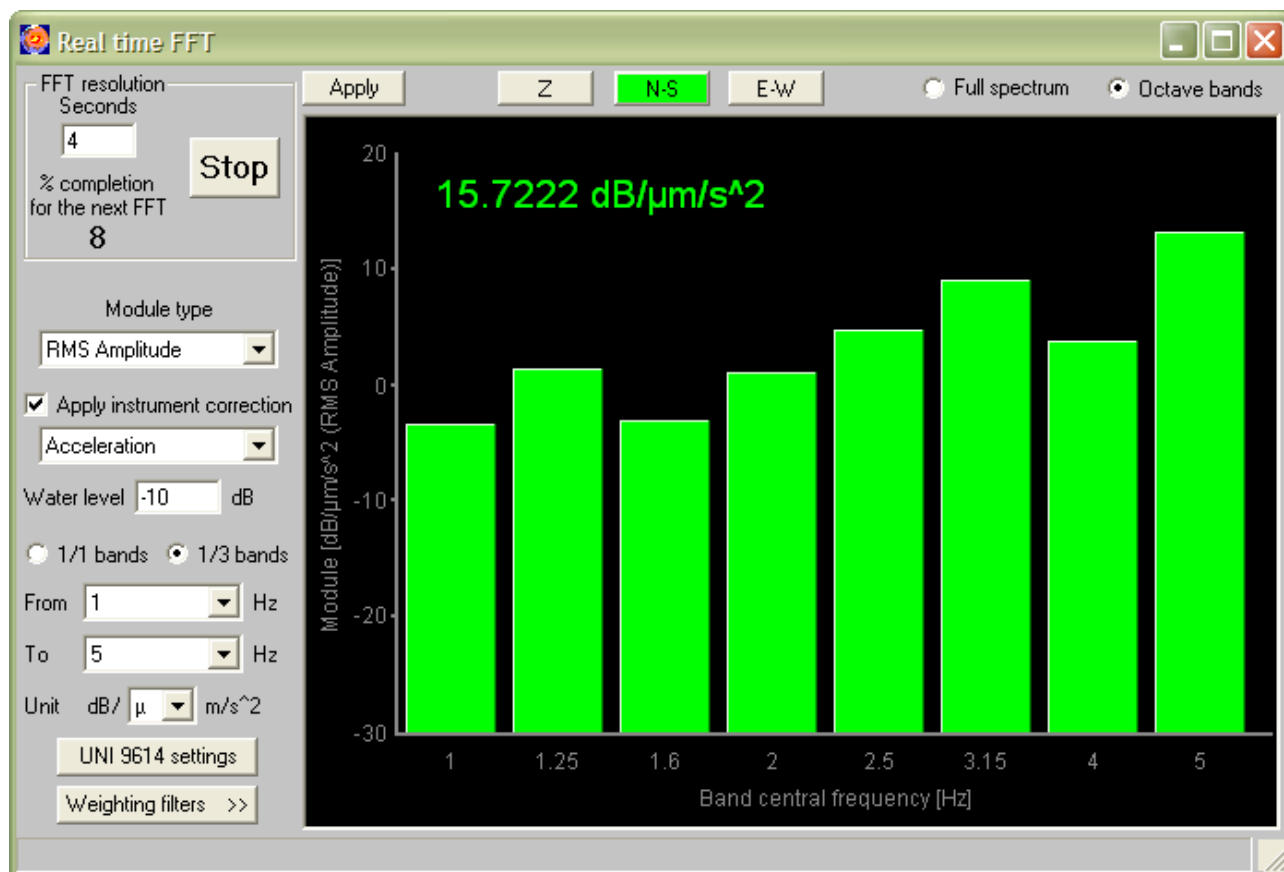 Real time FFT
FFT resolution
Seconds
4
Stop
% completion
for the next FFT
8
Module type
RMS Amplitude
Apply instrument correction
Acceleration
Water level -10 dB
1/1 bands 1/3 bands
From 1 Hz
To 5 Hz
Unit dB/ µ m/s^2
UNI 9614 settings
Weighting filters >>
Apply Z N-S E-W Full spectrum Octave bands
15.7222 dB/µm/s^2
Module [dB/µm/s^2 (RMS Amplitude)]
20
10
0
-10
-20
-30
1 1.25 1.6 2 2.5 3.15 4 5
Band central frequency [Hz]